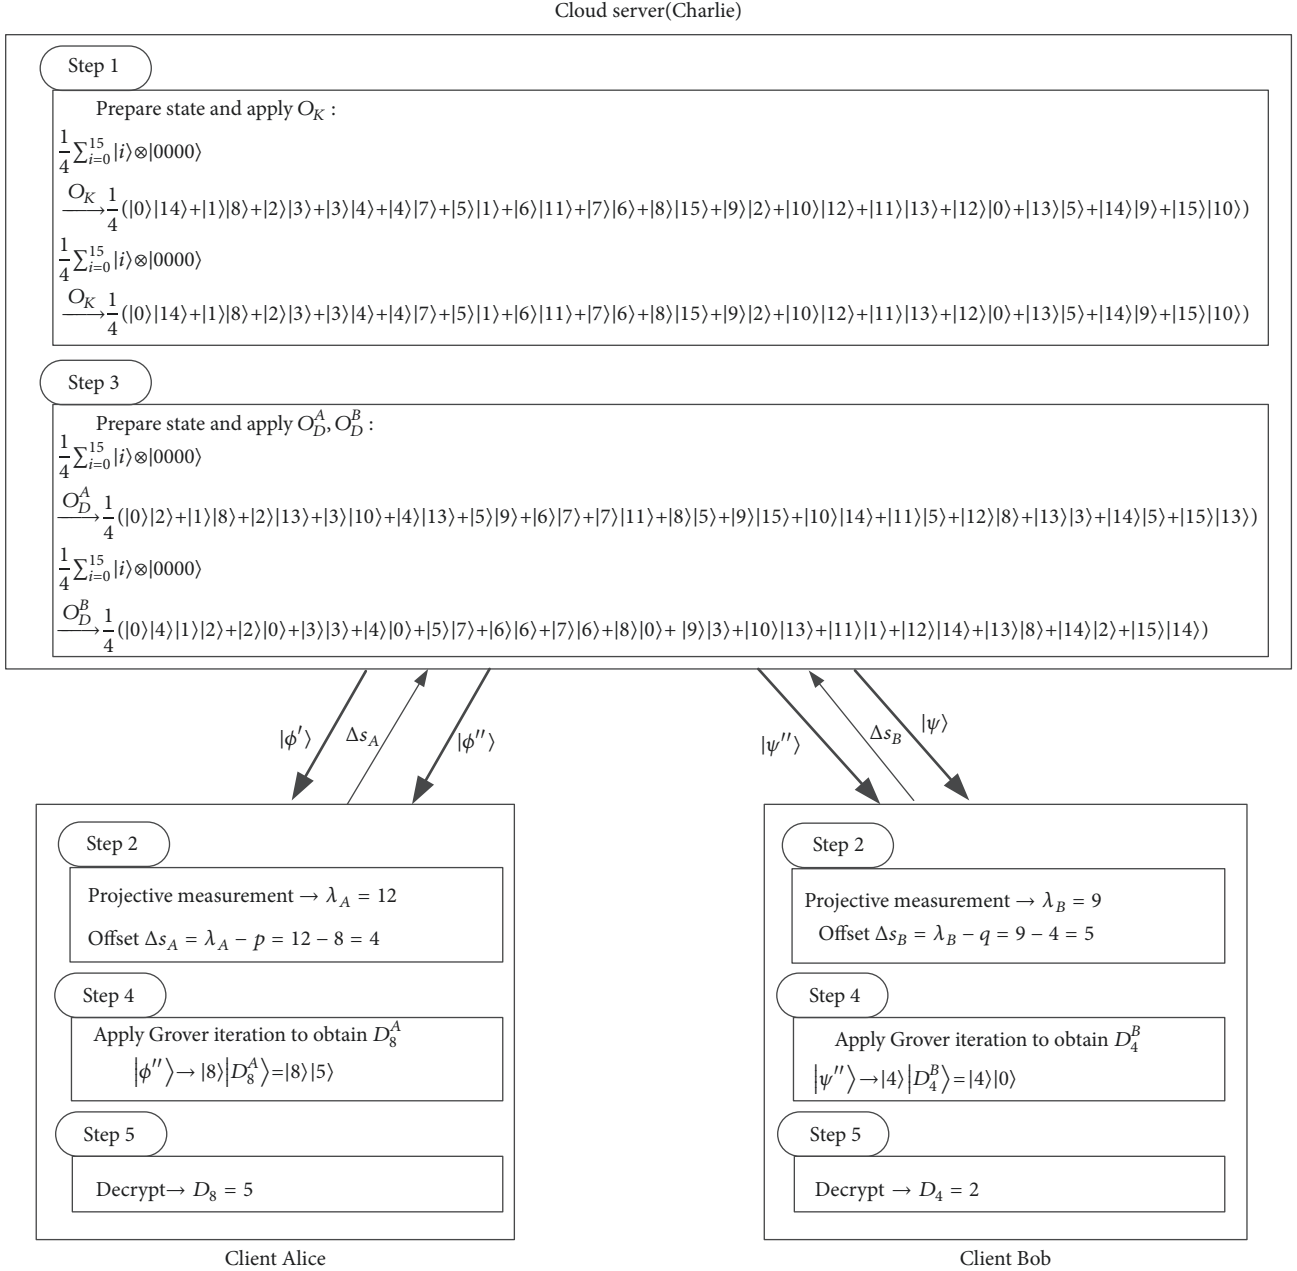 Cloud server(Charlie)
Step 1
Prepare state and apply O_K :
1/4 ∑_{i=0}^{15} |i⟩⊗|0000⟩
O_K→ 1/4 (|0⟩|14⟩+|1⟩|8⟩+|2⟩|3⟩+|3⟩|4⟩+|4⟩|7⟩+|5⟩|1⟩+|6⟩|11⟩+|7⟩|6⟩+|8⟩|15⟩+|9⟩|2⟩+|10⟩|12⟩+|11⟩|13⟩+|12⟩|0⟩+|13⟩|5⟩+|14⟩|9⟩+|15⟩|10⟩)
1/4 ∑_{i=0}^{15} |i⟩⊗|0000⟩
O_K→ 1/4 (|0⟩|14⟩+|1⟩|8⟩+|2⟩|3⟩+|3⟩|4⟩+|4⟩|7⟩+|5⟩|1⟩+|6⟩|11⟩+|7⟩|6⟩+|8⟩|15⟩+|9⟩|2⟩+|10⟩|12⟩+|11⟩|13⟩+|12⟩|0⟩+|13⟩|5⟩+|14⟩|9⟩+|15⟩|10⟩)
Step 3
Prepare state and apply O_D^A, O_D^B :
1/4 ∑_{i=0}^{15} |i⟩⊗|0000⟩
O_D^A→ 1/4 (|0⟩|2⟩+|1⟩|8⟩+|2⟩|13⟩+|3⟩|10⟩+|4⟩|13⟩+|5⟩|9⟩+|6⟩|7⟩+|7⟩|11⟩+|8⟩|5⟩+|9⟩|15⟩+|10⟩|14⟩+|11⟩|5⟩+|12⟩|8⟩+|13⟩|3⟩+|14⟩|5⟩+|15⟩|13⟩)
1/4 ∑_{i=0}^{15} |i⟩⊗|0000⟩
O_D^B→ 1/4 (|0⟩|4⟩|1⟩|2⟩+|2⟩|0⟩+|3⟩|3⟩+|4⟩|0⟩+|5⟩|7⟩+|6⟩|6⟩+|7⟩|6⟩+|8⟩|0⟩+ |9⟩|3⟩+|10⟩|13⟩+|11⟩|1⟩+|12⟩|14⟩+|13⟩|8⟩+|14⟩|2⟩+|15⟩|14⟩)
|ϕ′⟩
Δs_A
|ϕ″⟩
|ψ″⟩
Δs_B
|ψ⟩
Step 2
Projective measurement → λ_A = 12
Offset Δs_A = λ_A − p = 12 − 8 = 4
Step 4
Apply Grover iteration to obtain D_8^A
|ϕ″⟩→ |8⟩|D_8^A⟩=|8⟩|5⟩
Step 5
Decrypt→ D_8 = 5
Client Alice
Step 2
Projective measurement → λ_B = 9
Offset Δs_B = λ_B − q = 9 − 4 = 5
Step 4
Apply Grover iteration to obtain D_4^B
|ψ″⟩→|4⟩|D_4^B⟩=|4⟩|0⟩
Step 5
Decrypt → D_4 = 2
Client Bob